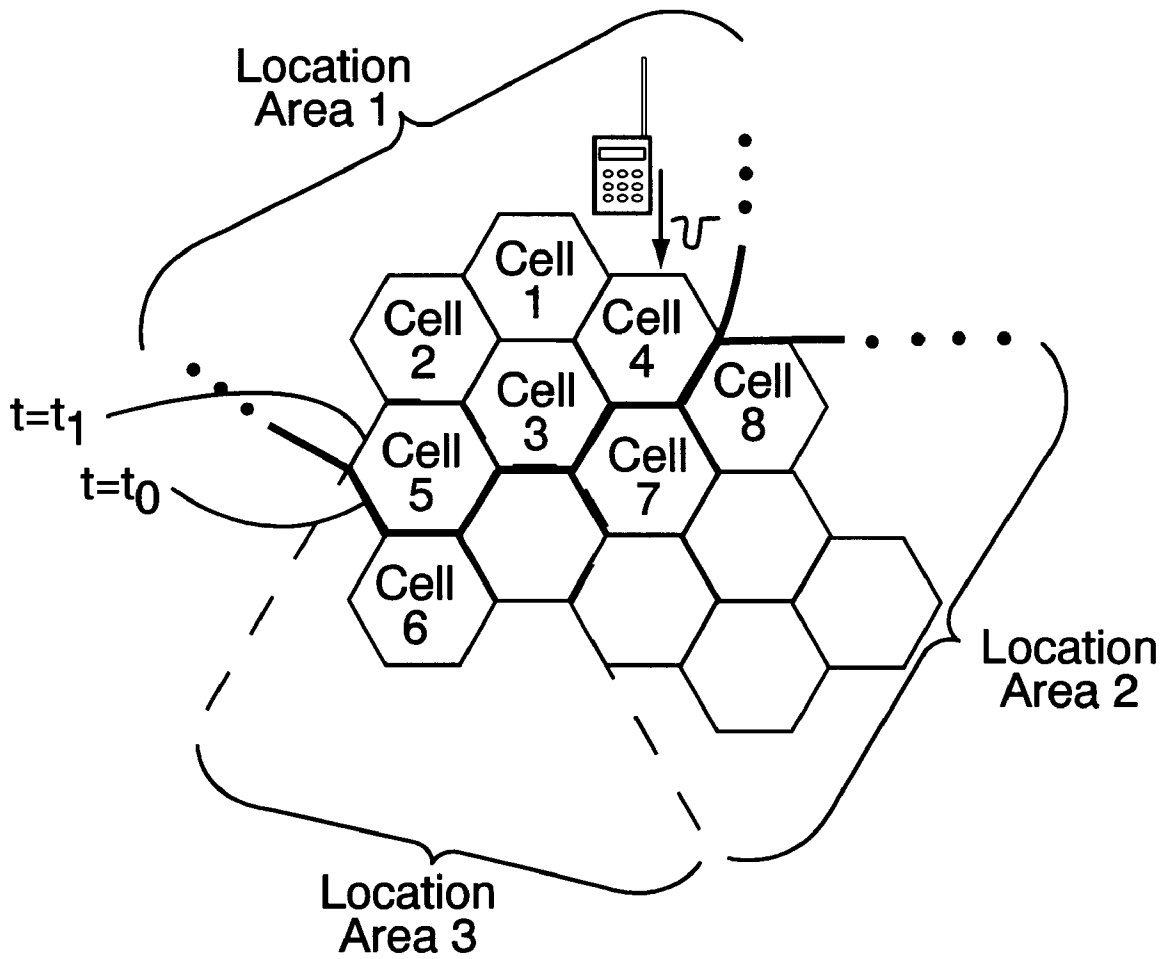 Location
Area 1
Cell
1
Cell
2
Cell
4
Cell
3
Cell
8
t=t1
Cell
5
Cell
7
t=t0
Cell
6
Location
Area 2
Location
Area 3